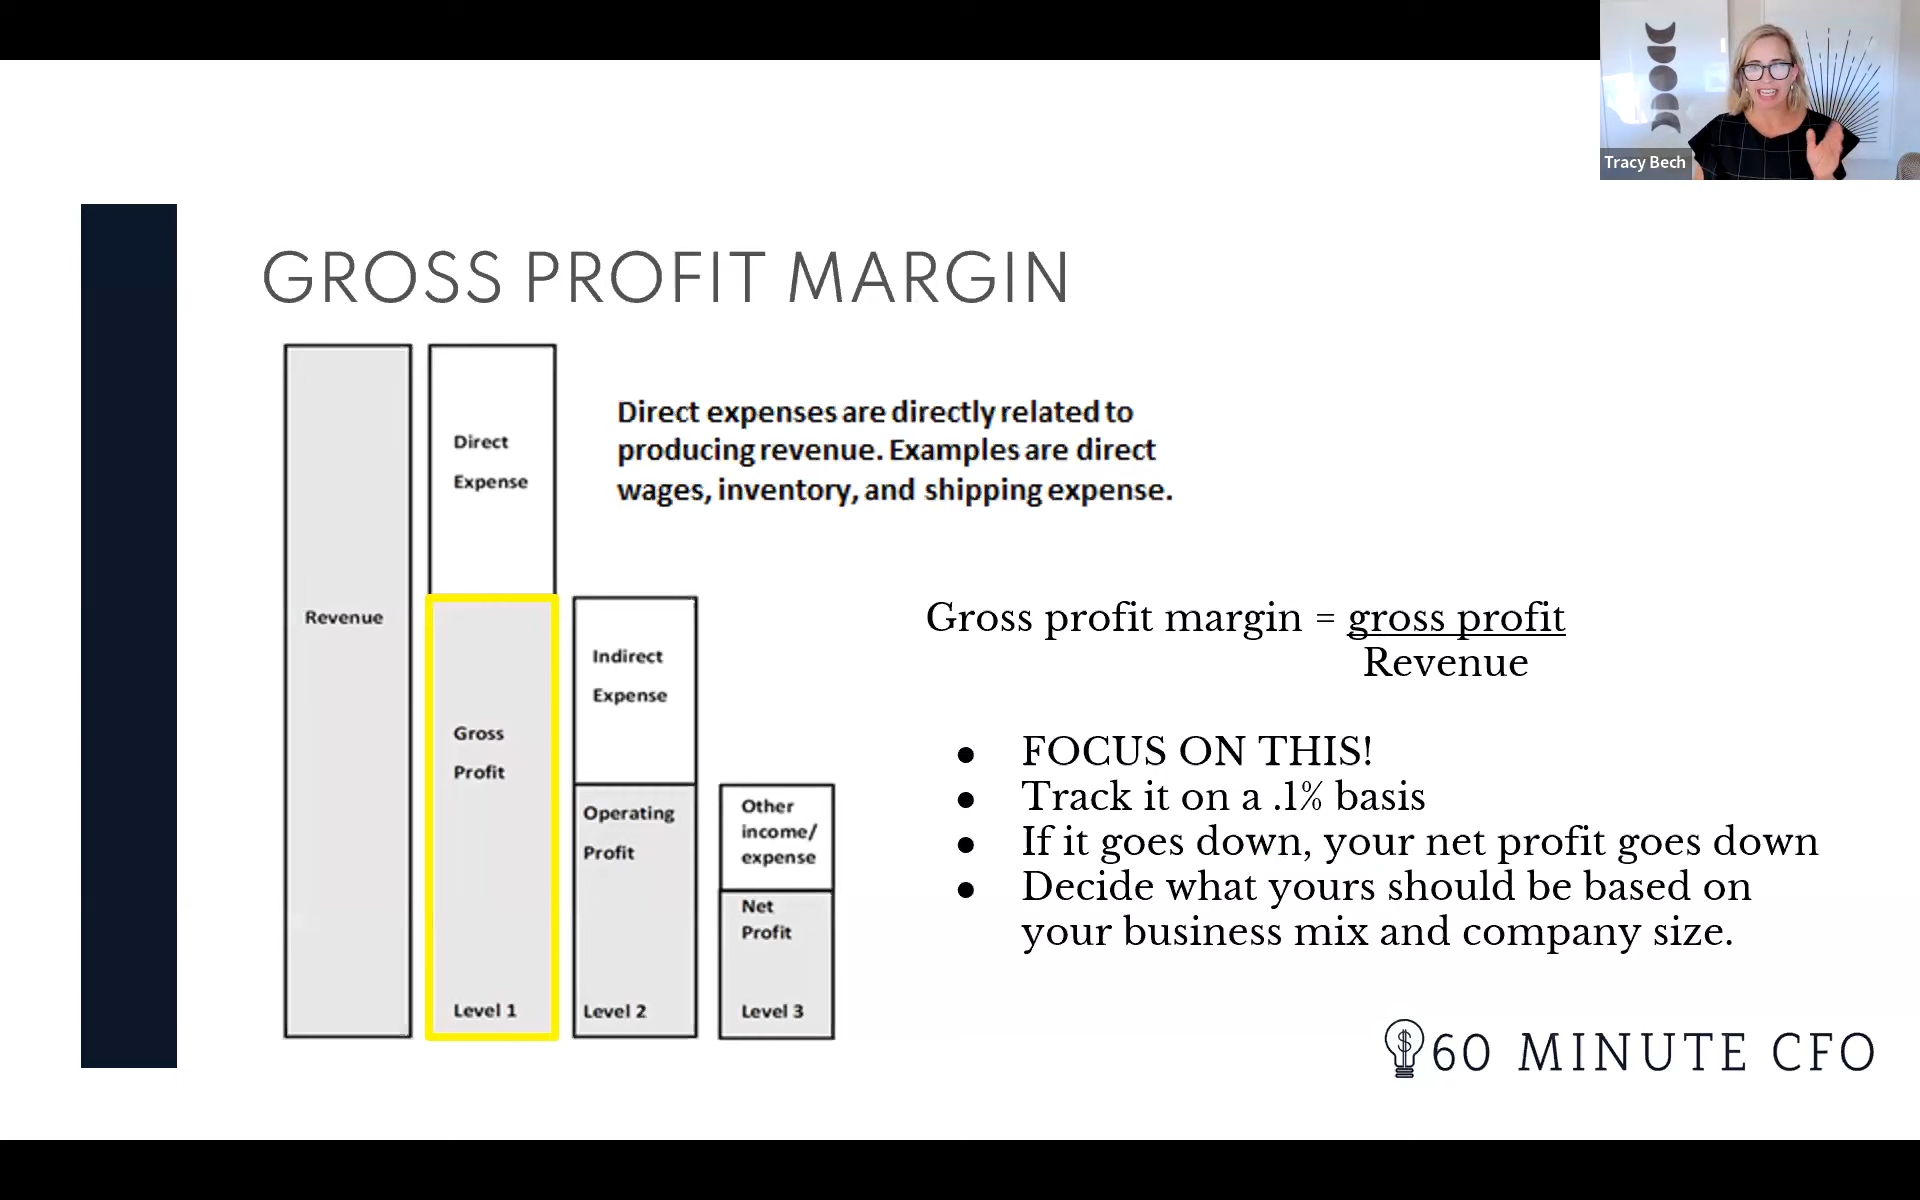 Tracy Bech
GROSS PROFIT MARGIN
Revenue
Direct
Expense
Gross
Profit
Level 1
Indirect
Expense
Operating
Profit
Level 2
Other
income/
expense
Net
Profit
Level 3
Direct expenses are directly related to
producing revenue. Examples are direct
wages, inventory, and shipping expense.
Gross profit margin = gross profit
Revenue
● FOCUS ON THIS!
● Track it on a .1% basis
● If it goes down, your net profit goes down
● Decide what yours should be based on
your business mix and company size.
$60 MINUTE CFO